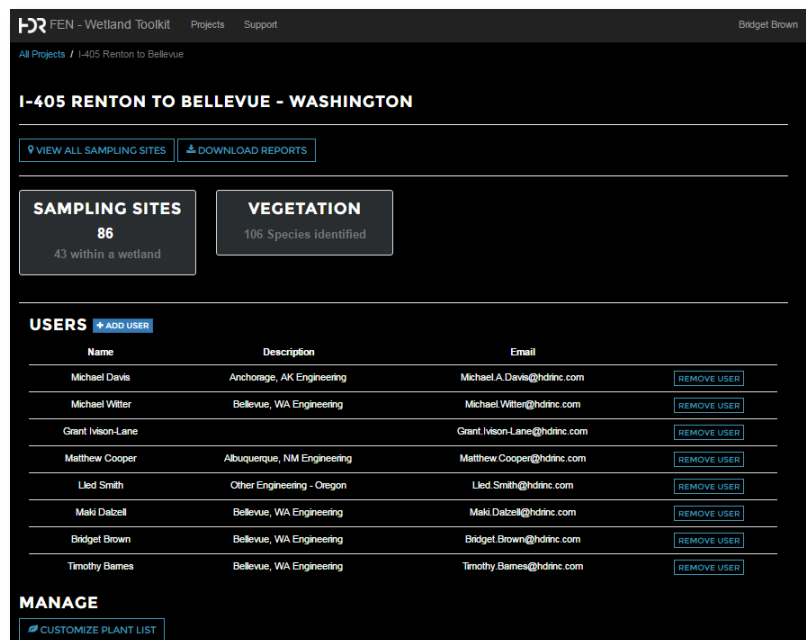 HDR FEN - Wetland Toolkit Projects Support Bridget Brown
All Projects / I-405 Renton to Bellevue
I-405 RENTON TO BELLEVUE - WASHINGTON
VIEW ALL SAMPLING SITES DOWNLOAD REPORTS
SAMPLING SITES
86
43 within a wetland
VEGETATION
106 Species identified
USERS + ADD USER
Name Description Email
Michael Davis Anchorage, AK Engineering Michael.A.Davis@hdrinc.com REMOVE USER
Michael Witter Bellevue, WA Engineering Michael.Witter@hdrinc.com REMOVE USER
Grant Ivison-Lane Grant.Ivison-Lane@hdrinc.com REMOVE USER
Matthew Cooper Albuquerque, NM Engineering Matthew.Cooper@hdrinc.com REMOVE USER
Lled Smith Other Engineering - Oregon Lled.Smith@hdrinc.com REMOVE USER
Maki Dalzell Bellevue, WA Engineering Maki.Dalzell@hdrinc.com REMOVE USER
Bridget Brown Bellevue, WA Engineering Bridget.Brown@hdrinc.com REMOVE USER
Timothy Barnes Bellevue, WA Engineering Timothy.Barnes@hdrinc.com REMOVE USER
MANAGE
CUSTOMIZE PLANT LIST